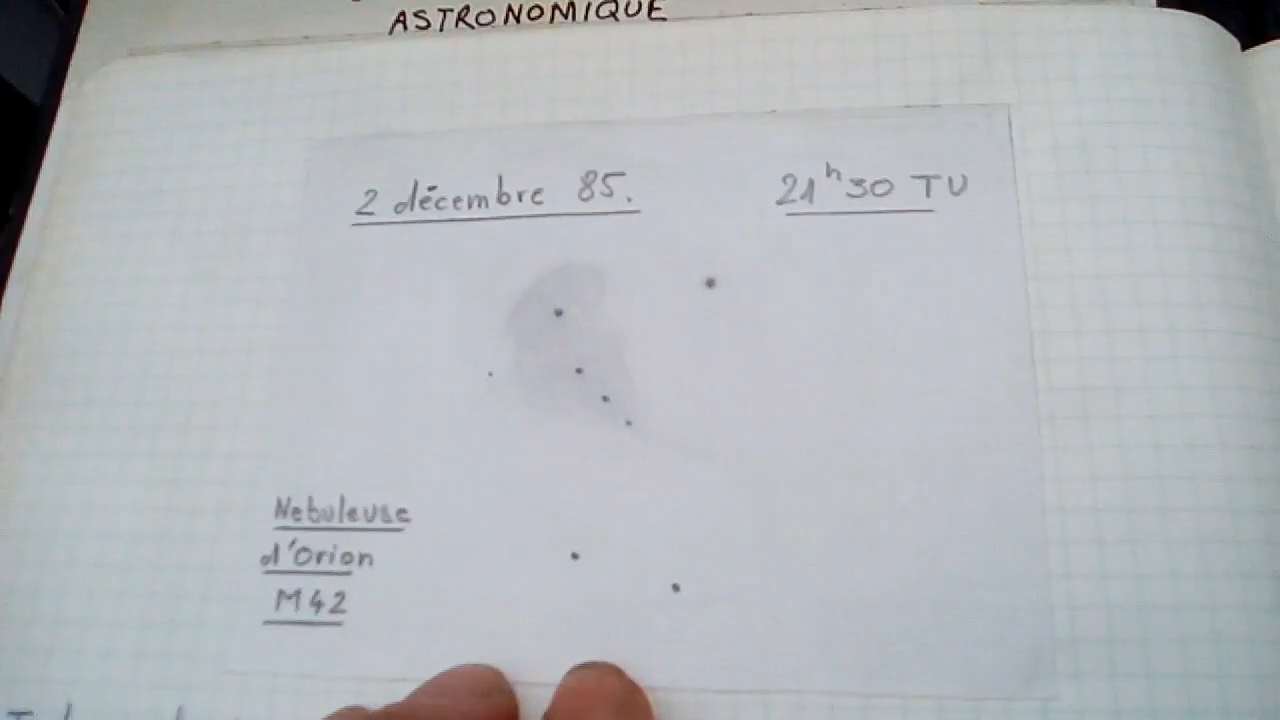 ASTRONOMIQUE
2 décembre 85.
21h30 TU
Nebuleuse
d'Orion
M42